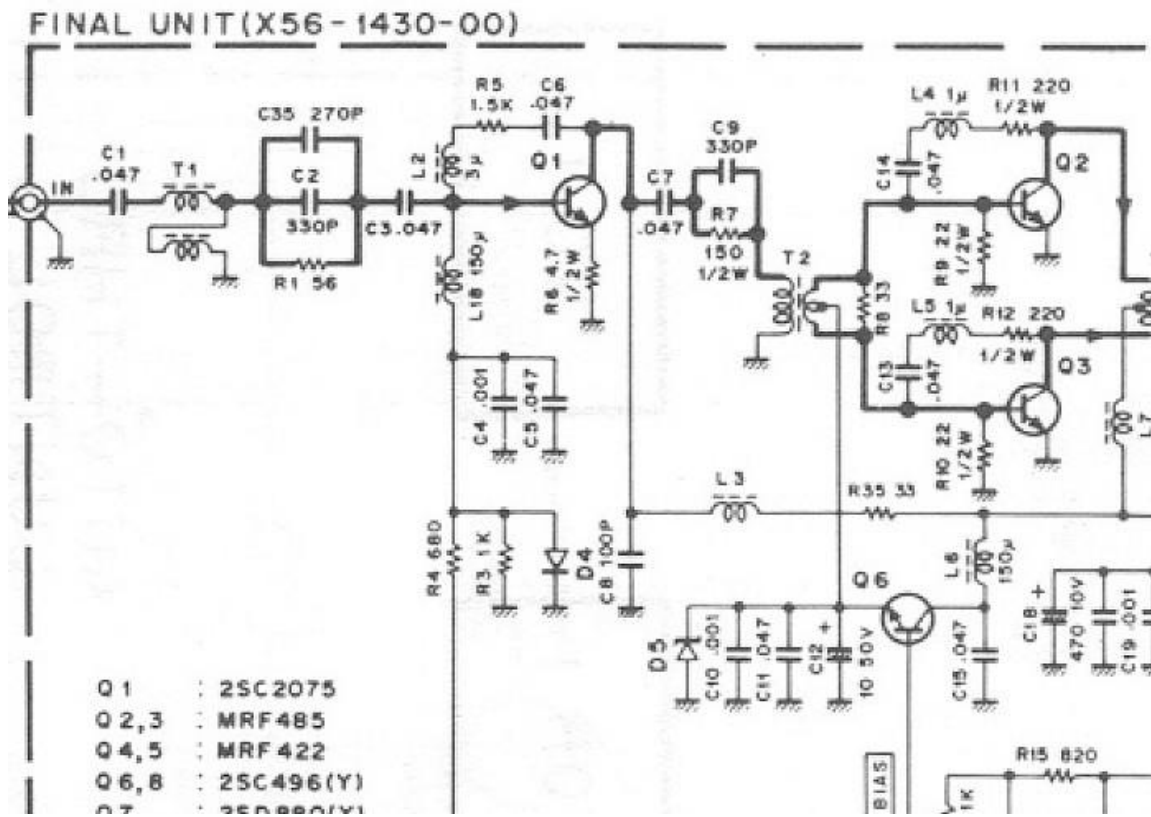 FINAL UNIT(X56-1430-00)
R5
1.5K
C6
.047
C35 270P
L4 1μ
R11 220
1/2W
C9
330P
C1
.047
T1
L2
3μ
Q1
C14
.047
Q2
IN
C2
330P
C3 .047
C7
.047
R7
150
1/2W
R1 56
L18 150μ
R6 4.7
1/2W
T2
R9 22
1/2W
R8 33
L5 1μ
R12 220
1/2W
C13
.047
Q3
C4 .001
C5 .047
R10 22
1/2W
L7
L3
R35 33
R4 680
R3 1K
D4
C8 100P
L6
150μ
Q6
D5
C10 .001
C11 .047
C12
+
10 50V
C15 .047
C18
+
470 10V
C19 .001
Q1 : 2SC2075
Q2,3 : MRF485
Q4,5 : MRF422
Q6,8 : 2SC496(Y)
Q7 : 2SD880(Y)
BIAS
R15 820
1K